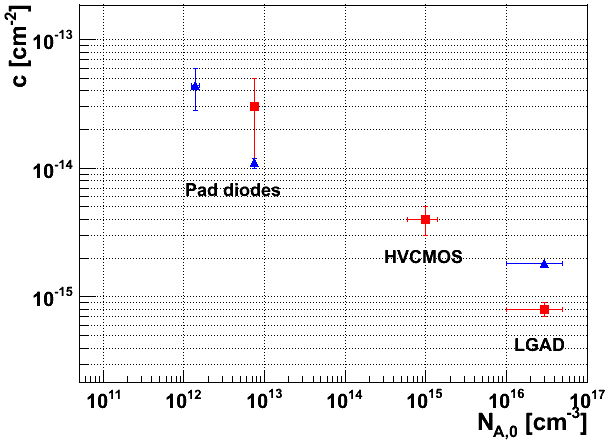 c [cm⁻²]
10⁻¹³
10⁻¹⁴
10⁻¹⁵
Pad diodes
HVCMOS
LGAD
10¹¹ 10¹² 10¹³ 10¹⁴ 10¹⁵ 10¹⁶ 10¹⁷
N_A,0 [cm⁻³]